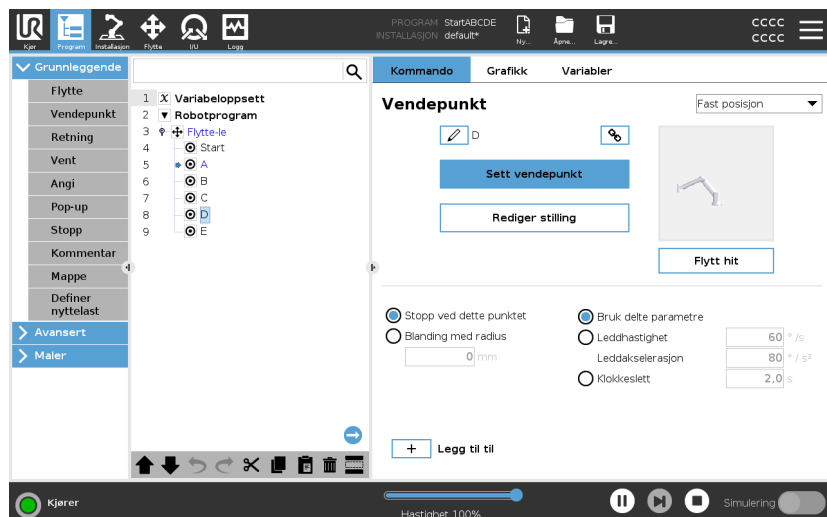 PROGRAM StartABCDE
INSTALLASJON default*
Kjør
Program
Installasjon
Flytte
I/U
Logg
Ny...
Åpne...
Lagre...
cccc
cccc
Grunnleggende
Flytte
Vendepunkt
Retning
Vent
Angi
Pop-up
Stopp
Kommentar
Mappe
Definer
nyttelast
Avansert
Maler
1 X Variabeloppsett
2 Robotprogram
3 Flytte-le
4 Start
5 A
6 B
7 C
8 D
9 E
Kommando Grafikk Variabler
Vendepunkt
Fast posisjon
D
Sett vendepunkt
Rediger stilling
Flytt hit
Stopp ved dette punktet
Blanding med radius
0 mm
Bruk delte parametre
Leddhastighet 60 °/s
Leddakselerasjon 80 °/s²
Klokkeslett 2,0 s
+ Legg til til
Kjører
Hastighet 100%
Simulering